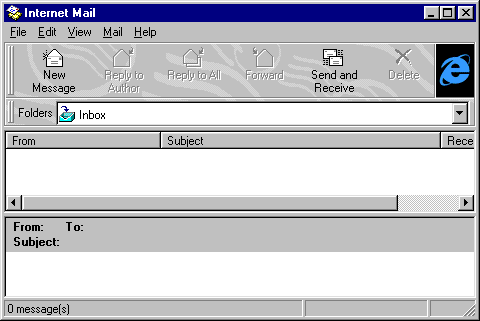 Internet Mail
File Edit View Mail Help
New Message
Reply to Author
Reply to All
Forward
Send and Receive
Delete
Folders Inbox
From Subject Rece
From: To:
Subject:
0 message(s)